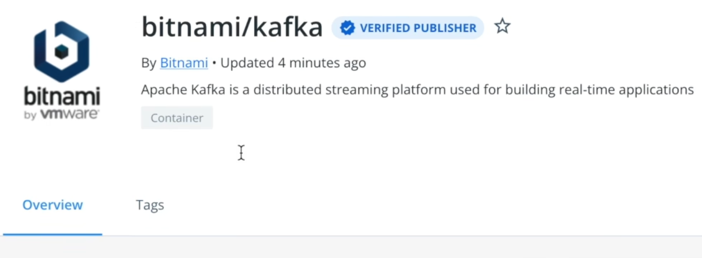 bitnami/kafka VERIFIED PUBLISHER
By Bitnami • Updated 4 minutes ago
Apache Kafka is a distributed streaming platform used for building real-time applications
Container
bitnami
by vmware®
Overview Tags